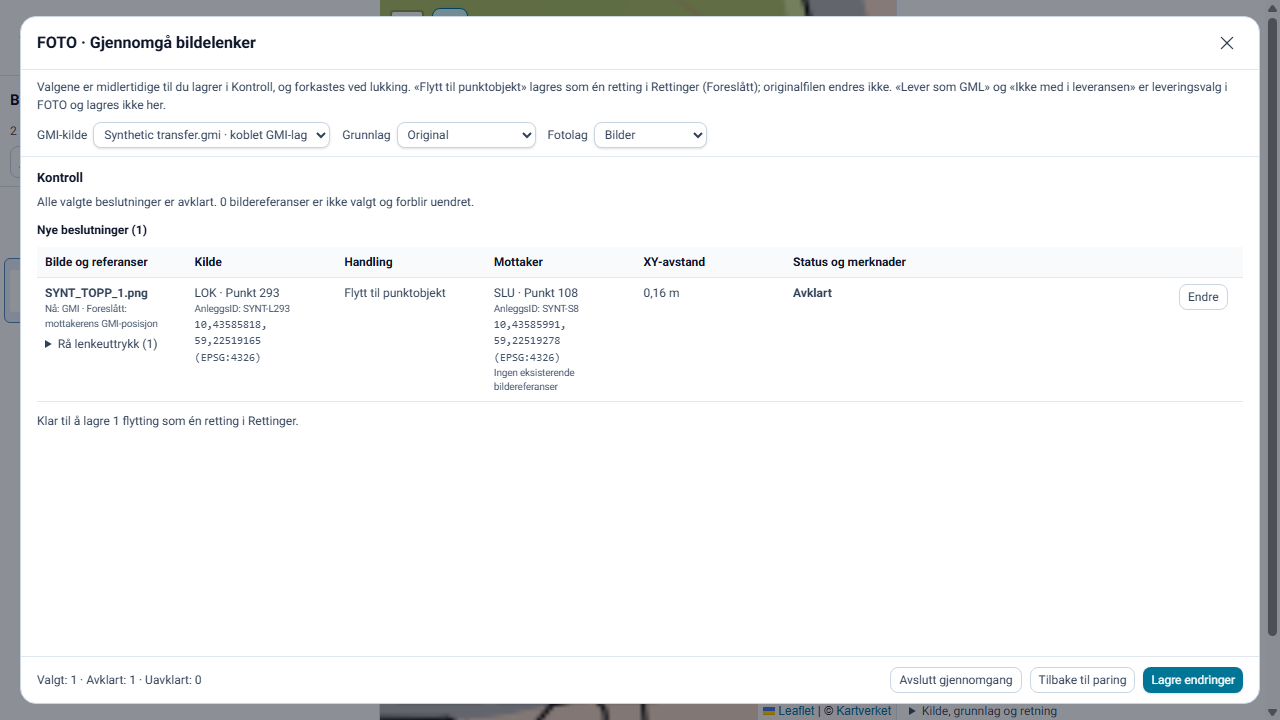 FOTO · Gjennomgå bildelenker
Valgene er midlertidige til du lagrer i Kontroll, og forkastes ved lukking. «Flytt til punktobjekt» lagres som én retting i Rettinger (Foreslått); originalfilen endres ikke. «Lever som GML» og «Ikke med i leveransen» er leveringsvalg i
FOTO og lagres ikke her.
GMI-kilde Synthetic transfer.gmi · koblet GMI-lag Grunnlag Original Fotolag Bilder
Kontroll
Alle valgte beslutninger er avklart. 0 bildereferanser er ikke valgt og forblir uendret.
Nye beslutninger (1)
Bilde og referanser Kilde Handling Mottaker XY-avstand Status og merknader
SYNT_TOPP_1.png LOK · Punkt 293 Flytt til punktobjekt SLU · Punkt 108 0,16 m Avklart Endre
Nå: GMI · Foreslått: AnleggsID: SYNT-L293 AnleggsID: SYNT-S8
mottakerens GMI-posisjon 10,43585818, 10,43585991,
Rå lenkeuttrykk (1) 59,22519165 59,22519278
(EPSG:4326) (EPSG:4326)
Ingen eksisterende
bildereferanser
Klar til å lagre 1 flytting som én retting i Rettinger.
Valgt: 1 · Avklart: 1 · Uavklart: 0 Avslutt gjennomgang Tilbake til paring Lagre endringer
Leaflet | © Kartverket Kilde, grunnlag og retning